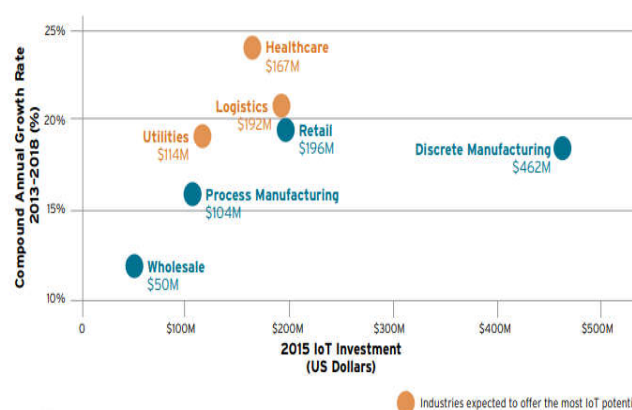 Compound Annual Growth Rate
2013-2018 (%)
25%
20%
15%
10%
Healthcare
$167M
Logistics
$192M
Retail
$196M
Utilities
$114M
Discrete Manufacturing
$462M
Process Manufacturing
$104M
Wholesale
$50M
0
$100M
$200M
$300M
$400M
$500M
2015 IoT Investment
(US Dollars)
Industries expected to offer the most IoT potenti